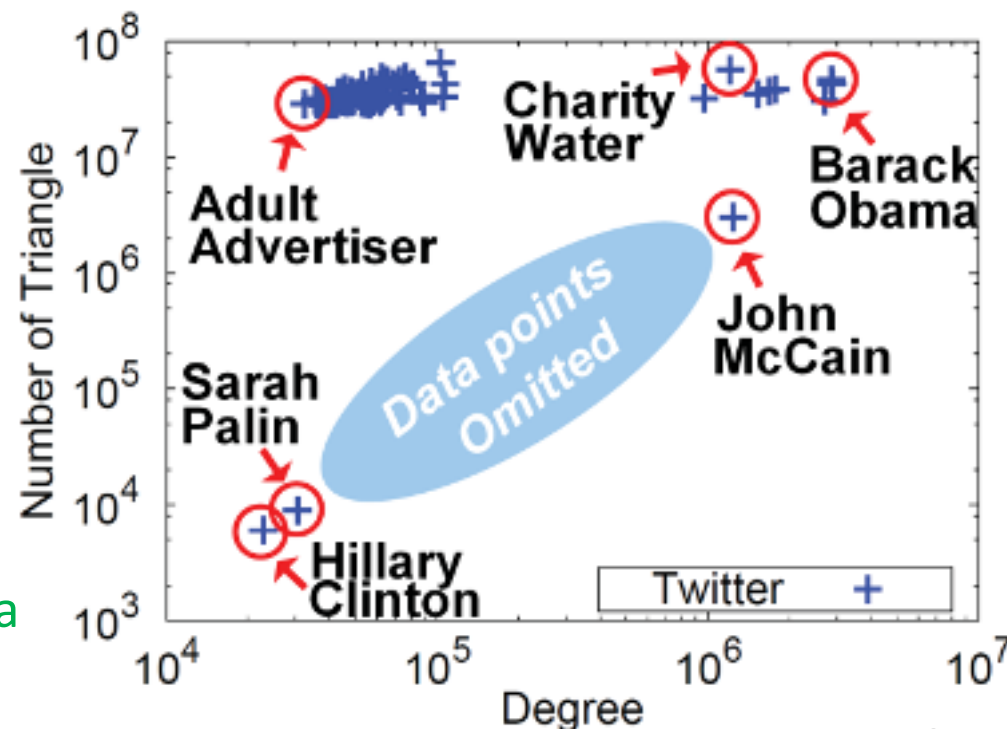 10^8
Charity
Water
10^7
Barack
Obama
Adult
Advertiser
10^6
Data points
Omitted
John
McCain
10^5
Sarah
Palin
10^4
Hillary
Clinton
Twitter
a
10^3
10^4
10^5
10^6
10^7
Number of Triangle
Degree